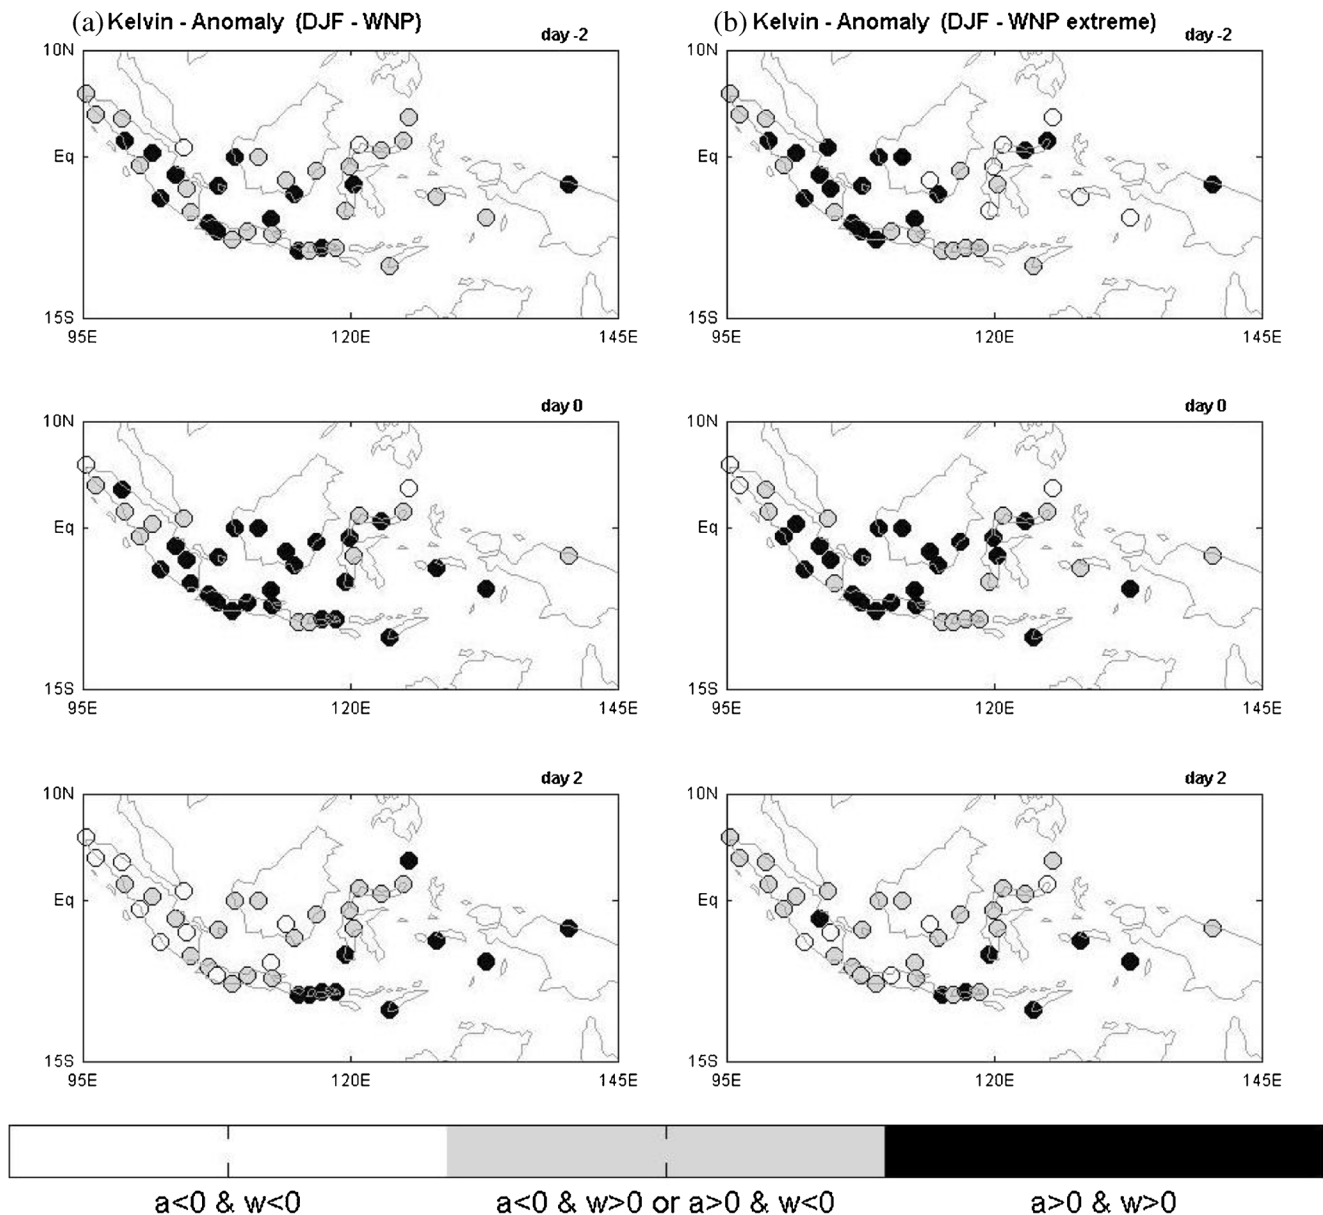 (a) Kelvin - Anomaly (DJF - WNP)
day -2
10N
Eq
15S
95E 120E 145E
(b) Kelvin - Anomaly (DJF - WNP extreme)
day -2
10N
Eq
15S
95E 120E 145E
day 0
10N
Eq
15S
95E 120E 145E
day 0
10N
Eq
15S
95E 120E 145E
day 2
10N
Eq
15S
95E 120E 145E
day 2
10N
Eq
15S
95E 120E 145E
a<0 & w<0
a<0 & w>0 or a>0 & w<0
a>0 & w>0